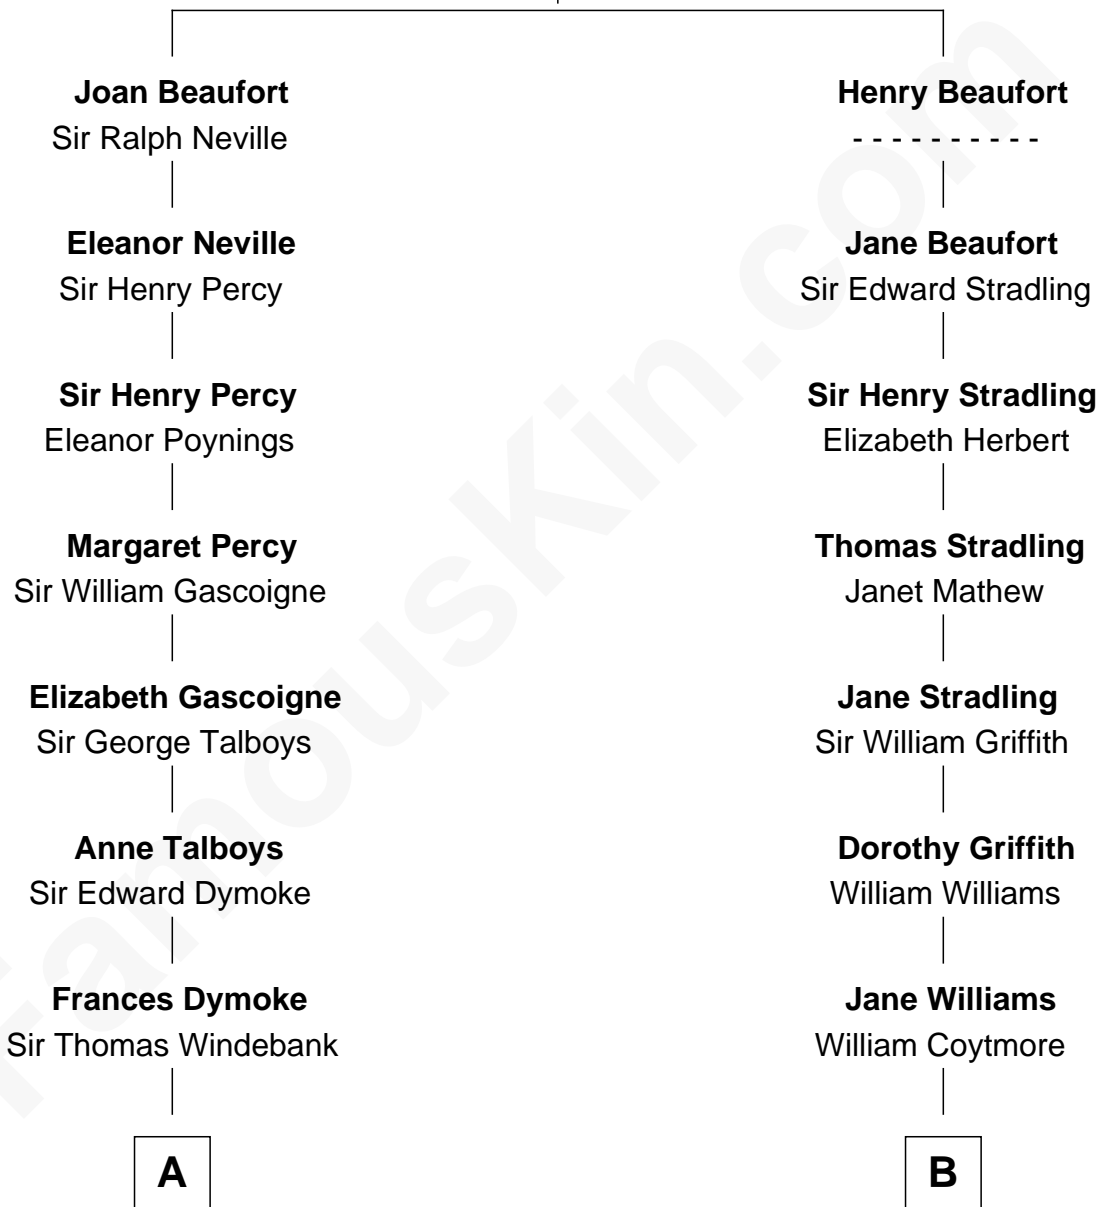 Joan Beaufort
Sir Ralph Neville
Henry Beaufort
- - - - - - - - - -
Eleanor Neville
Sir Henry Percy
Jane Beaufort
Sir Edward Stradling
Sir Henry Percy
Eleanor Poynings
Sir Henry Stradling
Elizabeth Herbert
Margaret Percy
Sir William Gascoigne
Thomas Stradling
Janet Mathew
Elizabeth Gascoigne
Sir George Talboys
Jane Stradling
Sir William Griffith
Anne Talboys
Sir Edward Dymoke
Dorothy Griffith
William Williams
Frances Dymoke
Sir Thomas Windebank
Jane Williams
William Coytmore
A
B
FamousKin.com